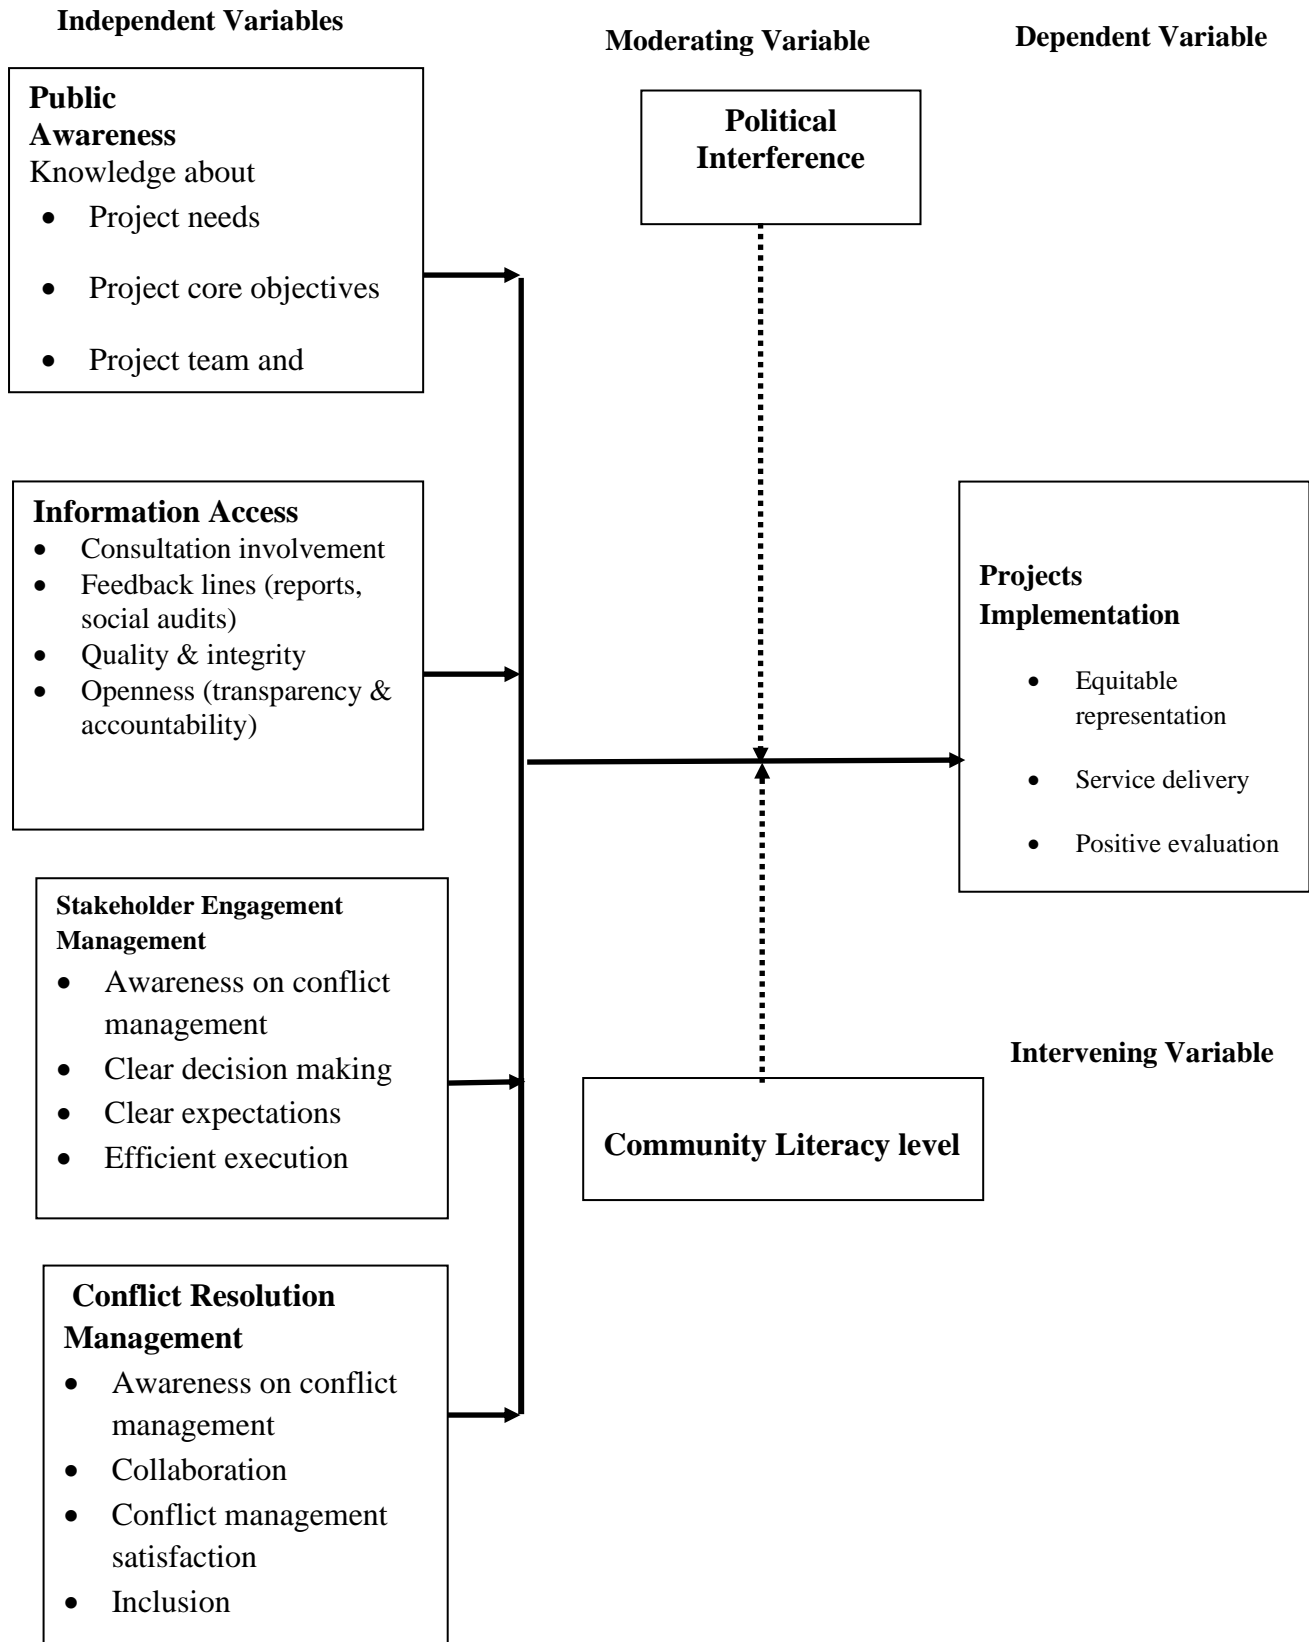 Independent Variables
Moderating Variable
Dependent Variable
Public
Awareness
Knowledge about
• Project needs
• Project core objectives
• Project team and
Political
Interference
Information Access
• Consultation involvement
• Feedback lines (reports,
social audits)
• Quality & integrity
• Openness (transparency &
accountability)
Projects
Implementation
• Equitable
representation
• Service delivery
• Positive evaluation
Stakeholder Engagement
Management
• Awareness on conflict
management
• Clear decision making
• Clear expectations
• Efficient execution
Intervening Variable
Community Literacy level
Conflict Resolution
Management
• Awareness on conflict
management
• Collaboration
• Conflict management
satisfaction
• Inclusion